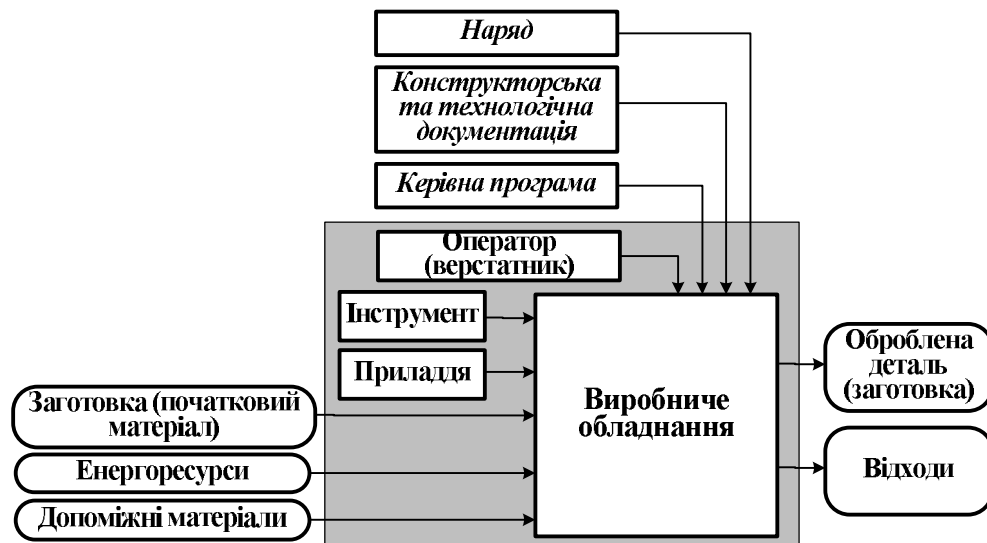 Наряд
Конструкторська
та технологічна
документація
Керівна програма
Оператор
(верстатник)
Інструмент
Приладдя
Заготовка (початковий
матеріал)
Енергоресурси
Допоміжні матеріали
Виробниче
обладнання
Оброблена
деталь
(заготовка)
Відходи